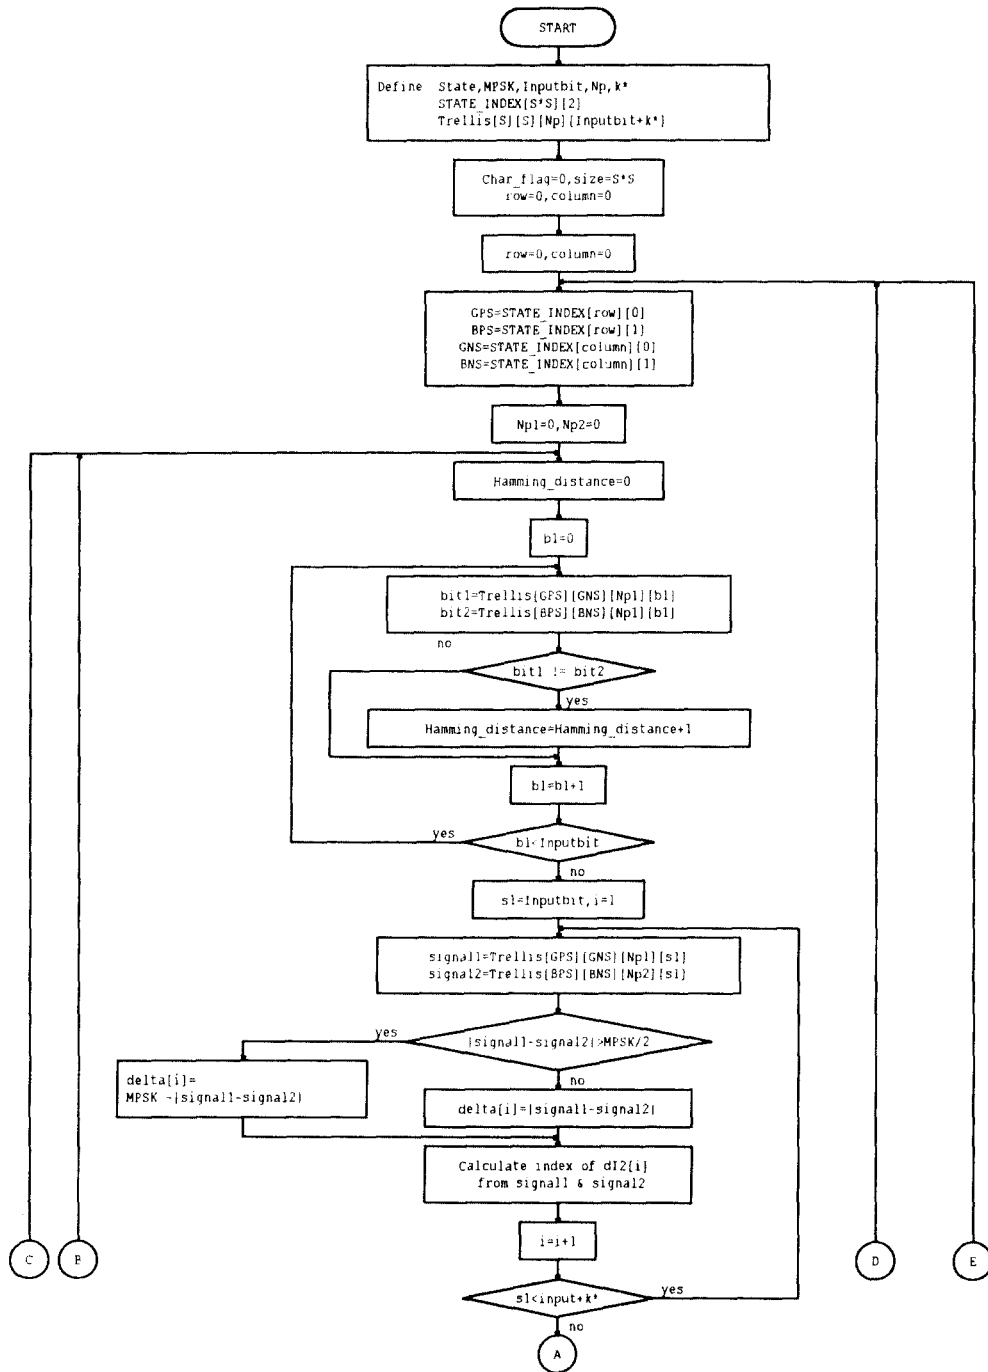 START
Define State,MPSK,Inputbit,Np,k*
STATE_INDEX[S*S][2]
Trellis[S][S][Np][Inputbit+k*]
Char_flag=0,size=S*S
row=0,column=0
row=0,column=0
GPS=STATE_INDEX[row][0]
BPS=STATE_INDEX[row][1]
GNS=STATE_INDEX[column][0]
BNS=STATE_INDEX[column][1]
Np1=0,Np2=0
Hamming_distance=0
b1=0
bit1=Trellis[GPS][GNS][Np1][b1]
bit2=Trellis[BPS][BNS][Np1][b1]
no
bit1 != bit2
yes
Hamming_distance=Hamming_distance+1
b1=b1+1
yes
b1<Inputbit
no
s1=Inputbit,i=1
signal1=Trellis[GPS][GNS][Np1][s1]
signal2=Trellis[BPS][BNS][Np2][s1]
yes
|signal1-signal2|>MPSK/2
no
delta[i]=
MPSK -|signal1-signal2|
delta[i]=|signal1-signal2|
Calculate index of dI2[i]
from signal1 & signal2
i=i+1
C
B
D
E
s1<input+k*
yes
no
A